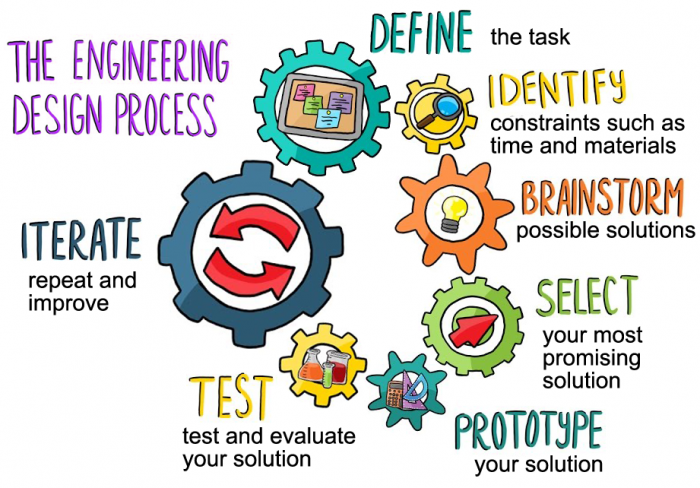 THE ENGINEERING
DESIGN PROCESS
DEFINE the task
IDENTIFY
constraints such as
time and materials
BRAINSTORM
possible solutions
SELECT
your most
promising
solution
PROTOTYPE
your solution
TEST
test and evaluate
your solution
ITERATE
repeat and
improve